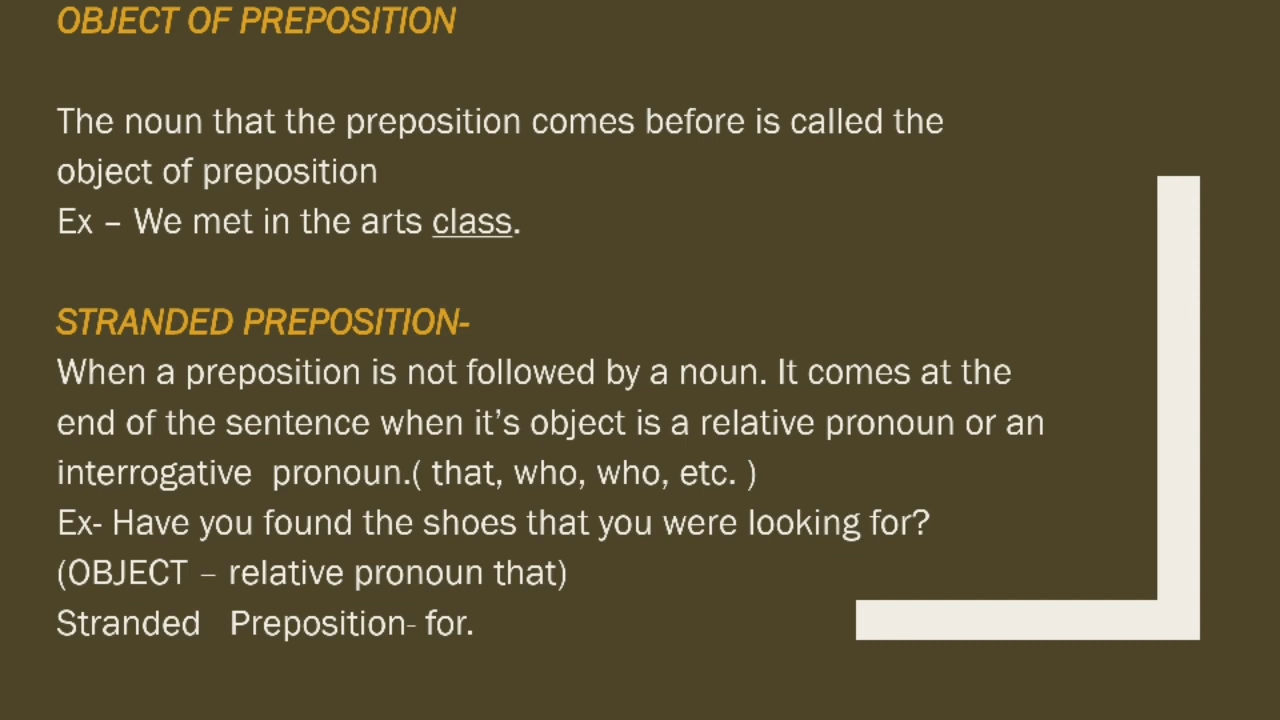 OBJECT OF PREPOSITION
The noun that the preposition comes before is called the
object of preposition
Ex – We met in the arts class.
STRANDED PREPOSITION-
When a preposition is not followed by a noun. It comes at the
end of the sentence when it’s object is a relative pronoun or an
interrogative  pronoun.( that, who, who, etc. )
Ex- Have you found the shoes that you were looking for?
(OBJECT – relative pronoun that)
Stranded   Preposition- for.